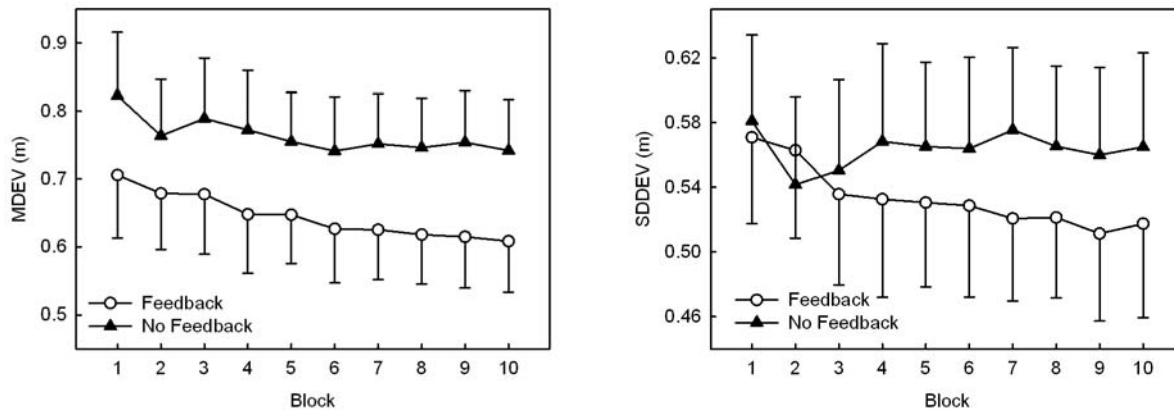 MDEV (m)
0.9
0.8
0.7
0.6
0.5
Feedback
No Feedback
1 2 3 4 5 6 7 8 9 10
Block
SDDEV (m)
0.62
0.58
0.54
0.50
0.46
Feedback
No Feedback
1 2 3 4 5 6 7 8 9 10
Block